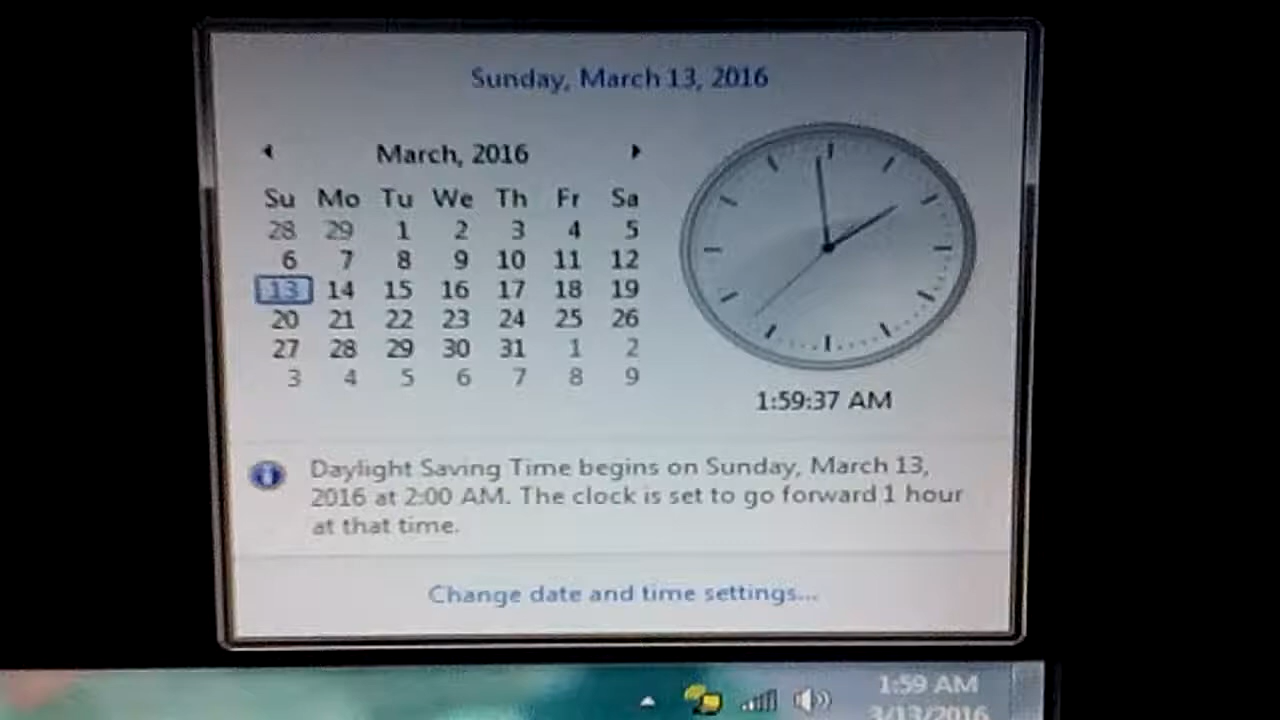 Sunday, March 13, 2016
March, 2016
Su Mo Tu We Th Fr Sa
28 29 1 2 3 4 5
6 7 8 9 10 11 12
13 14 15 16 17 18 19
20 21 22 23 24 25 26
27 28 29 30 31 1 2
3 4 5 6 7 8 9
1:59:37 AM
Daylight Saving Time begins on Sunday, March 13,
2016 at 2:00 AM. The clock is set to go forward 1 hour
at that time.
Change date and time settings...
1:59 AM
3/13/2016